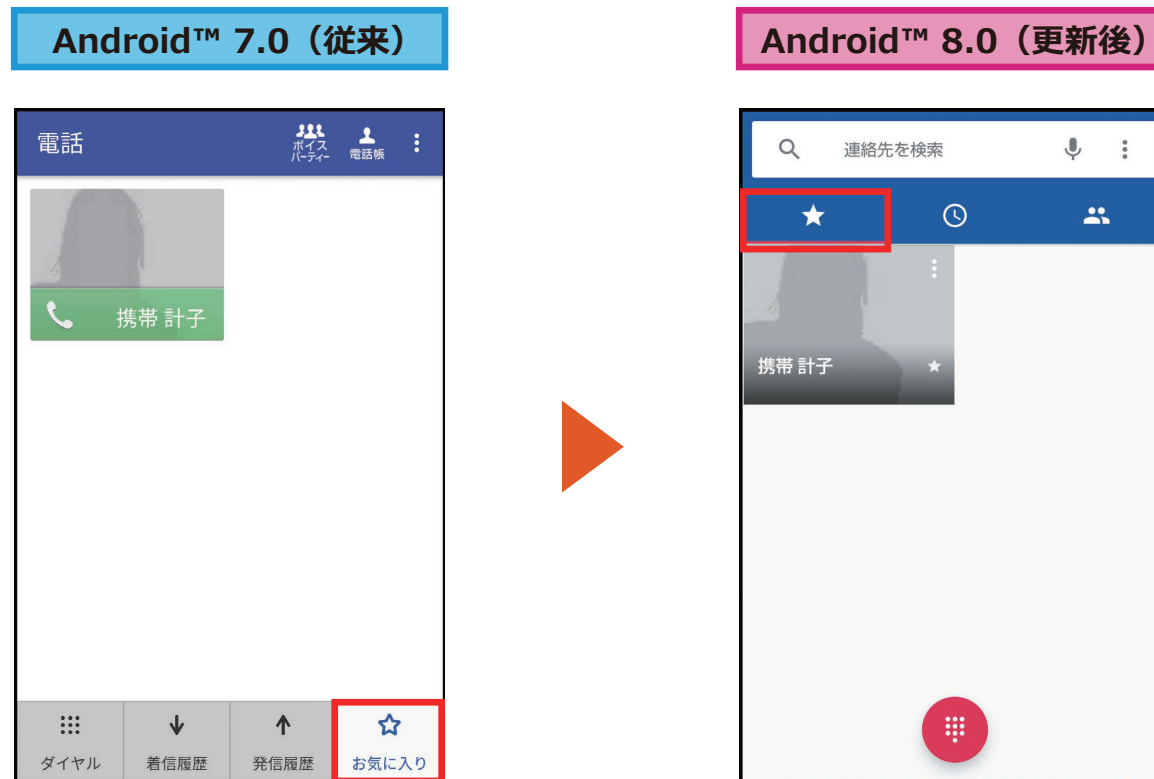 Android™ 7.0（従来）
Android™ 8.0（更新後）
電話
ボイス
パーティー
電話帳
携帯 計子
ダイヤル
着信履歴
発信履歴
お気に入り
連絡先を検索
携帯 計子